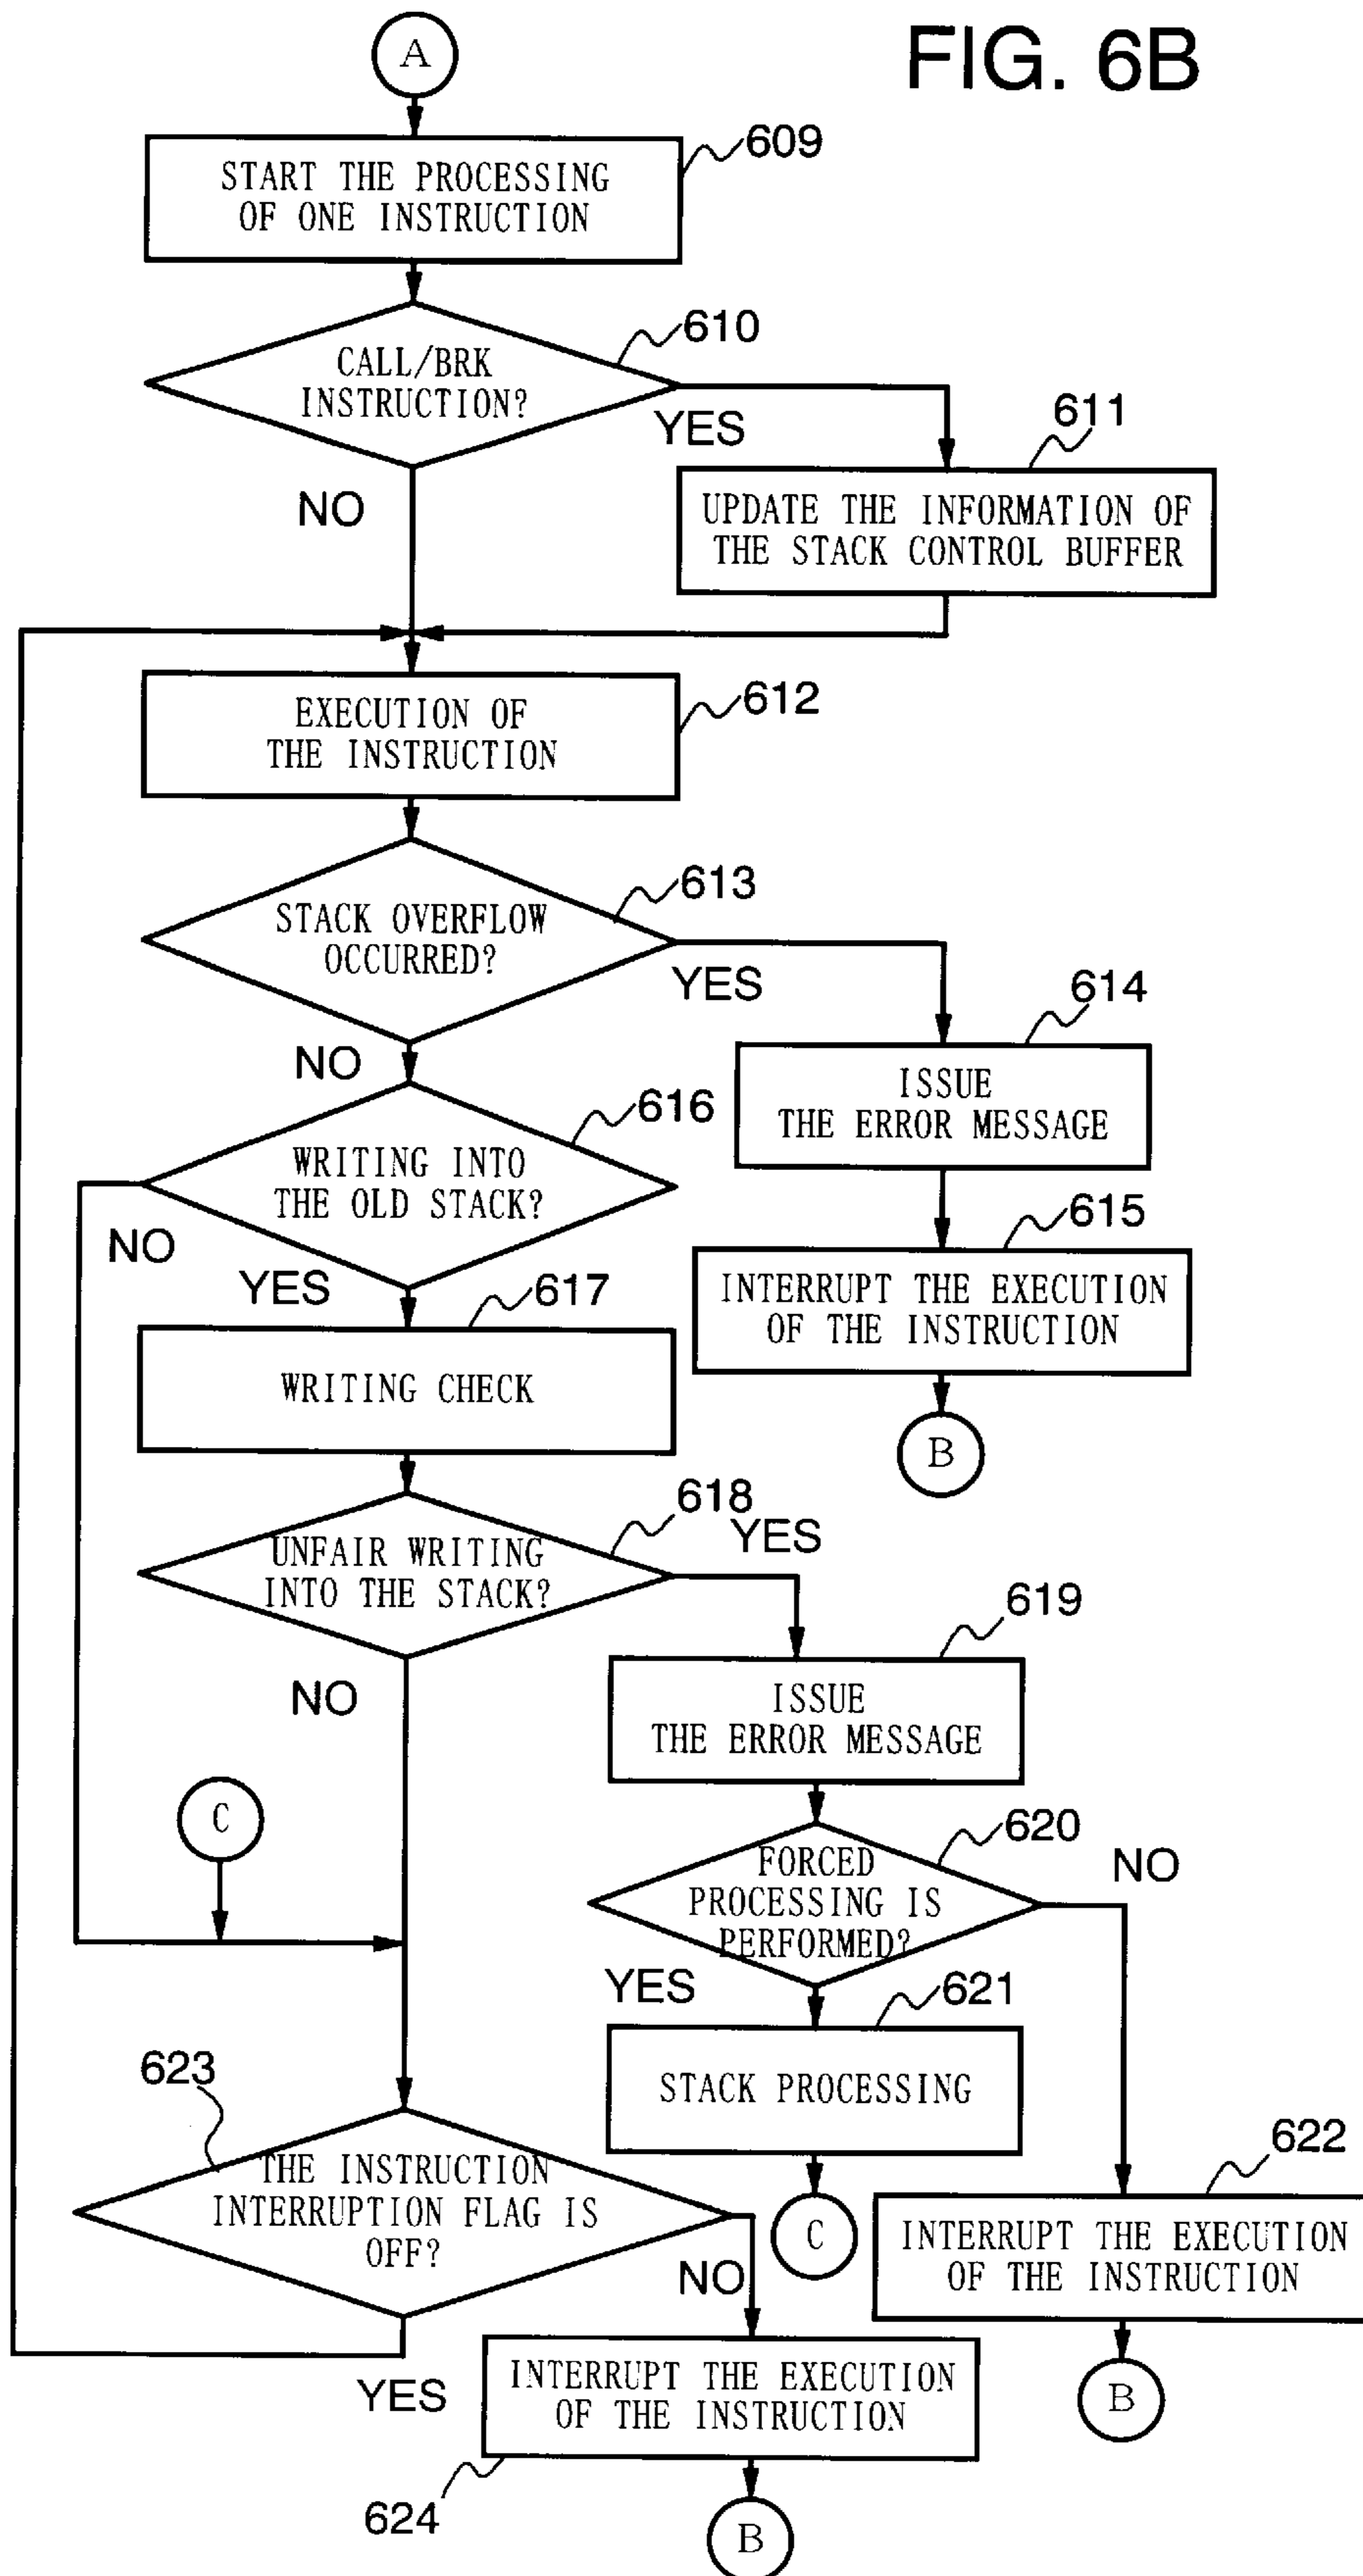 A
FIG. 6B
609
START THE PROCESSING
OF ONE INSTRUCTION
610
CALL/BRK
INSTRUCTION?
YES
611
NO
UPDATE THE INFORMATION OF
THE STACK CONTROL BUFFER
612
EXECUTION OF
THE INSTRUCTION
613
STACK OVERFLOW
OCCURRED?
YES
614
NO
ISSUE
THE ERROR MESSAGE
616
WRITING INTO
THE OLD STACK?
615
NO
YES
INTERRUPT THE EXECUTION
OF THE INSTRUCTION
617
WRITING CHECK
B
618
YES
UNFAIR WRITING
INTO THE STACK?
619
NO
ISSUE
THE ERROR MESSAGE
C
620
FORCED
PROCESSING IS
PERFORMED?
NO
YES
621
STACK PROCESSING
623
622
THE INSTRUCTION
INTERRUPTION FLAG IS
OFF?
C
INTERRUPT THE EXECUTION
OF THE INSTRUCTION
NO
YES
INTERRUPT THE EXECUTION
OF THE INSTRUCTION
B
624
B